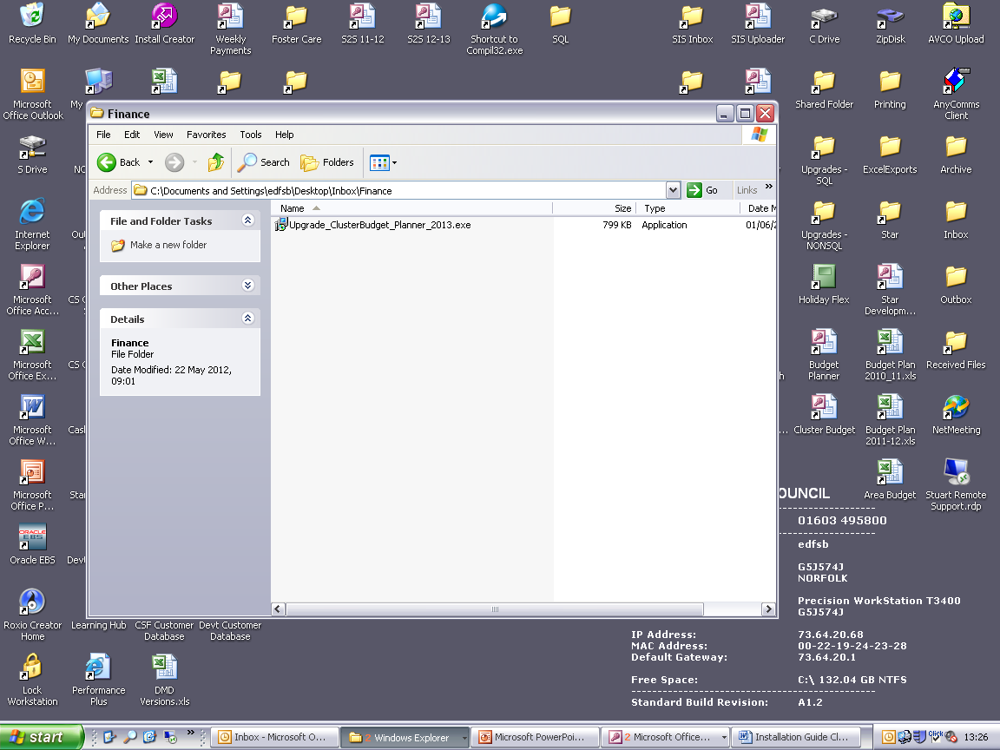 Recycle Bin
My Documents
Install Creator
Weekly
Payments
Foster Care
S2S 11-12
S2S 12-13
Shortcut to
Compil32.exe
SQL
SIS Inbox
SIS Uploader
C Drive
ZipDisk
AVCO Upload
Microsoft
Office Outlook
My
Shared Folder
Printing
AnyComms
Client
Finance
File
Edit
View
Favorites
Tools
Help
Back
Search
Folders
Address
C:\Documents and Settings\edfsb\Desktop\Inbox\Finance
Go
Links
»
File and Folder Tasks
Make a new folder
Other Places
Details
Finance
File Folder
Date Modified: 22 May 2012,
09:01
Name
Size
Type
Date M
Upgrade_ClusterBudget_Planner_2013.exe
799 KB
Application
01/06/2
S Drive
NC
Upgrades -
SQL
ExcelExports
Archive
Internet
Explorer
Out
Upgrades -
NONSQL
Star
Inbox
Microsoft
Office Acc...
CS C
Holiday Flex
Star
Developm...
Outbox
Microsoft
Office Ex...
CS C
h
Budget
Planner
Budget Plan
2010_11.xls
Received Files
Microsoft
Office W...
Cas
...
Cluster Budget
Budget Plan
2011-12.xls
NetMeeting
Microsoft
Office P...
Star
Area Budget
Stuart Remote
Support.rdp
ORACLE
EBS
Oracle EBS
Devt
Roxio Creator
Home
Learning Hub
CSF Customer
Database
Devt Customer
Database
Lock
Workstation
Performance
Plus
DMD
Versions.xls
OUNCIL
01603 495800
edfsb
G5J574J
NORFOLK
Precision WorkStation T3400
G5J574J
IP Address: 73.64.20.68
MAC Address: 00-22-19-24-23-28
Default Gateway: 73.64.20.1
Free Space: C:\ 132.04 GB NTFS
Standard Build Revision: A1.2
start
»
Inbox - Microsoft O...
2 Windows Explorer
Microsoft PowerPoi...
2 Microsoft Office...
Installation Guide Cl...
Click
13:26